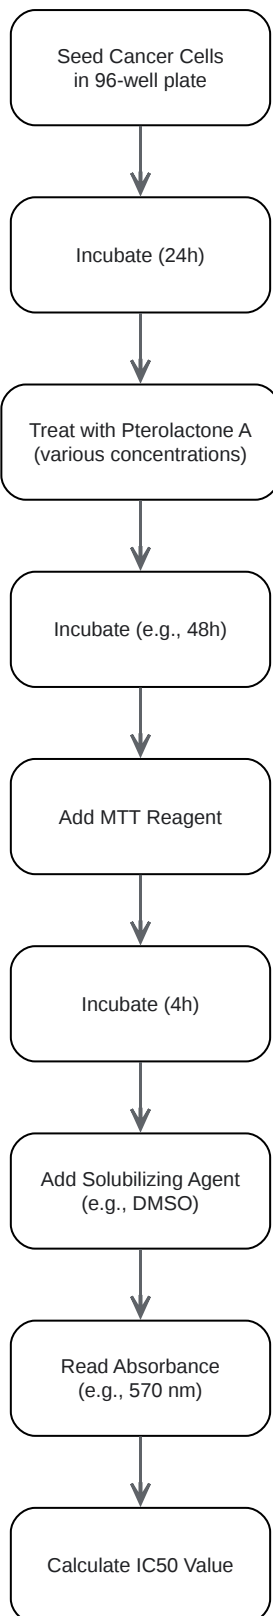 Seed Cancer Cells
in 96-well plate
Incubate (24h)
Treat with Pterolactone A
(various concentrations)
Incubate (e.g., 48h)
Add MTT Reagent
Incubate (4h)
Add Solubilizing Agent
(e.g., DMSO)
Read Absorbance
(e.g., 570 nm)
Calculate IC50 Value